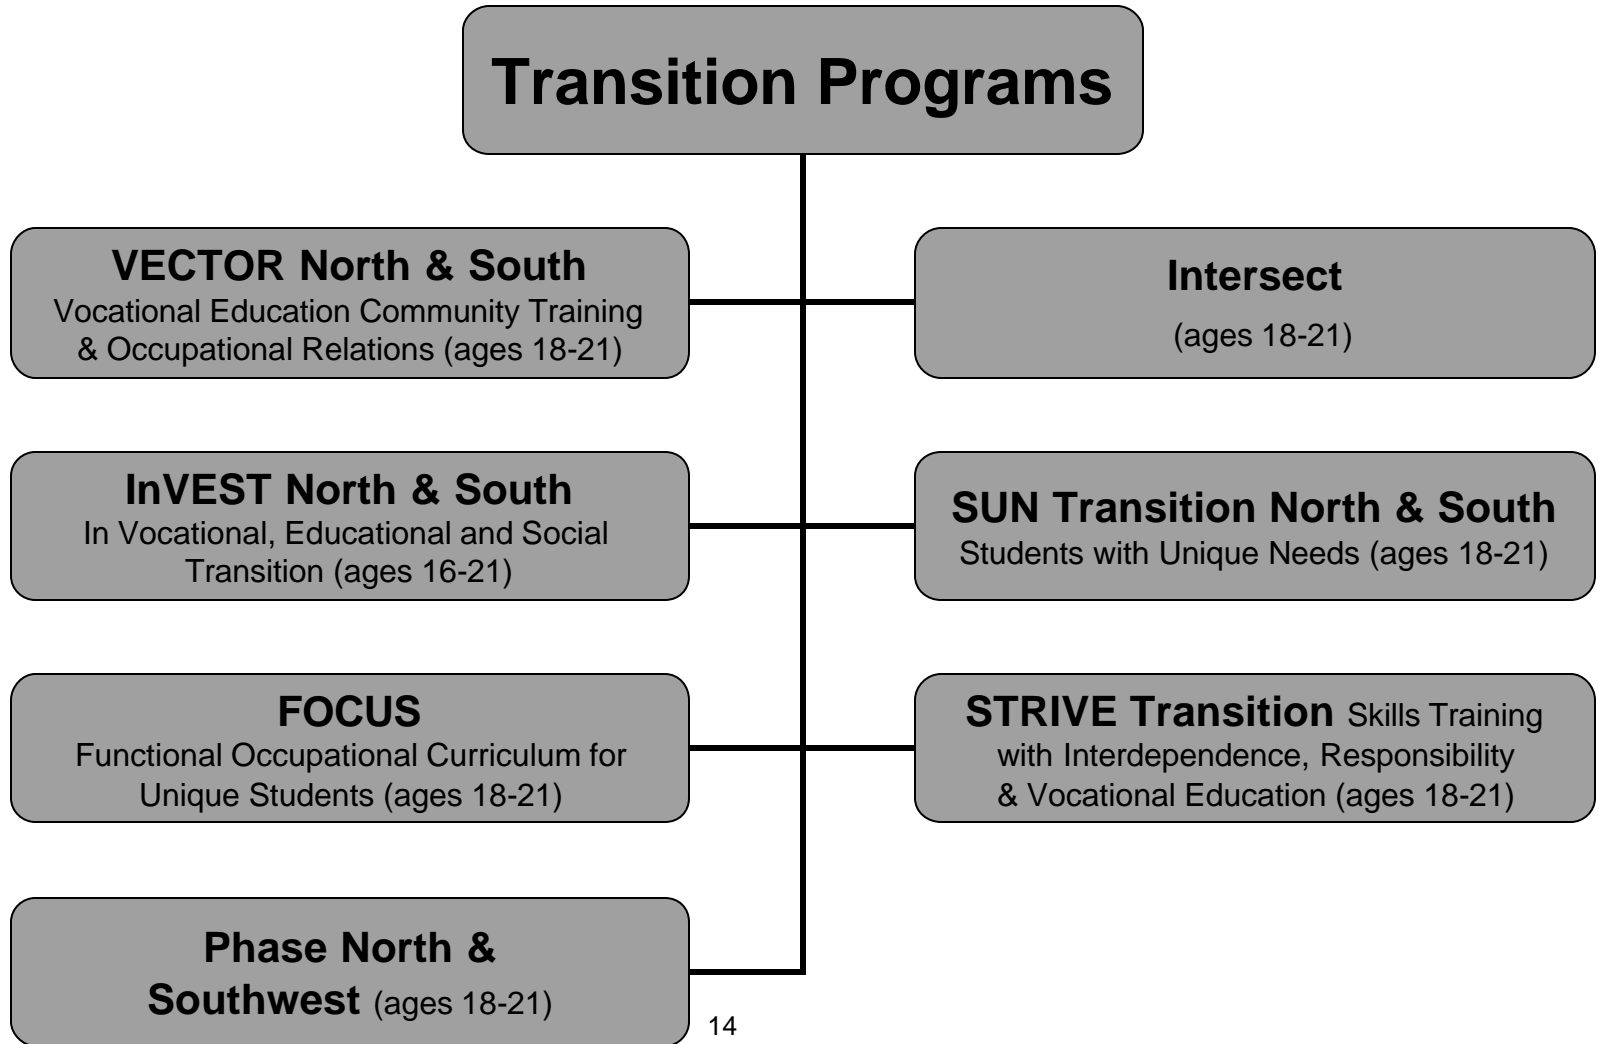 Transition Programs
VECTOR North & South
Vocational Education Community Training
& Occupational Relations (ages 18-21)
Intersect
(ages 18-21)
InVEST North & South
In Vocational, Educational and Social
Transition (ages 16-21)
SUN Transition North & South
Students with Unique Needs (ages 18-21)
FOCUS
Functional Occupational Curriculum for
Unique Students (ages 18-21)
STRIVE Transition Skills Training
with Interdependence, Responsibility
& Vocational Education (ages 18-21)
Phase North &
Southwest (ages 18-21)
14